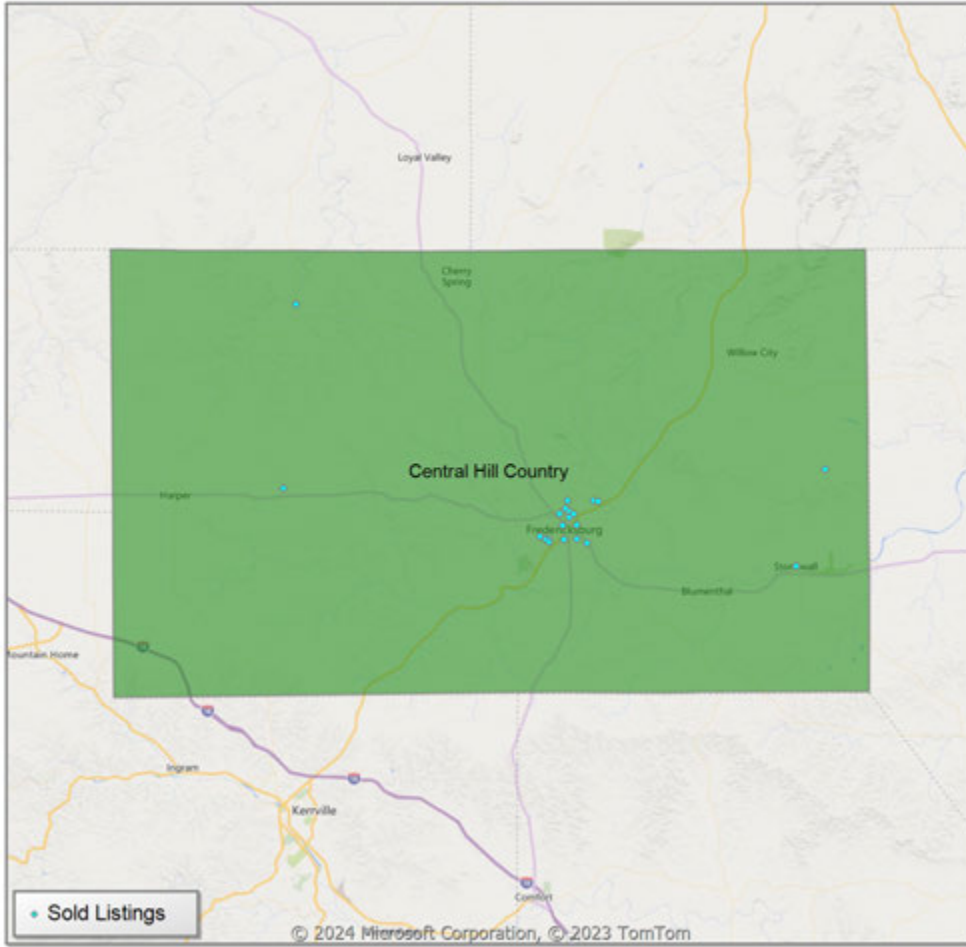 Loyal Valley
Cherry
Spring
Willow City
Central Hill Country
Harper
Fredericksburg
Stonewall
Blumenthal
Mountain Home
Ingram
Kerrville
Comfort
Sold Listings
© 2024 Microsoft Corporation, © 2023 TomTom